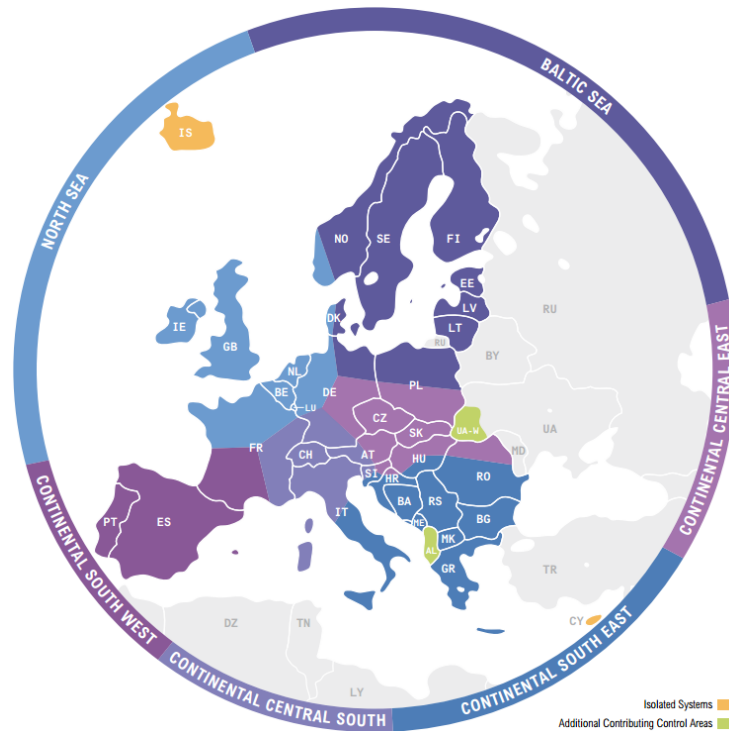 BALTIC SEA
NORTH SEA
IS
NO
SE
FI
EE
LV
LT
RU
RU
BY
DK
IE
GB
NL
BE
LU
DE
PL
CZ
SK
UA-W
UA
MD
FR
CH
AT
HU
SI
HR
RO
IT
BA
RS
ME
BG
MK
AL
GR
PT
ES
TR
CY
DZ
TN
LY
CONTINENTAL CENTRAL EAST
CONTINENTAL SOUTH WEST
CONTINENTAL CENTRAL SOUTH
CONTINENTAL SOUTH EAST
Isolated Systems
Additional Contributing Control Areas